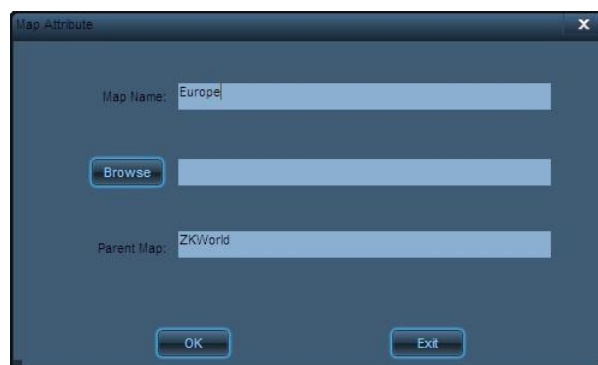 Map Attribute
X
Map Name: Europe
Browse
Parent Map: ZKWorld
OK Exit